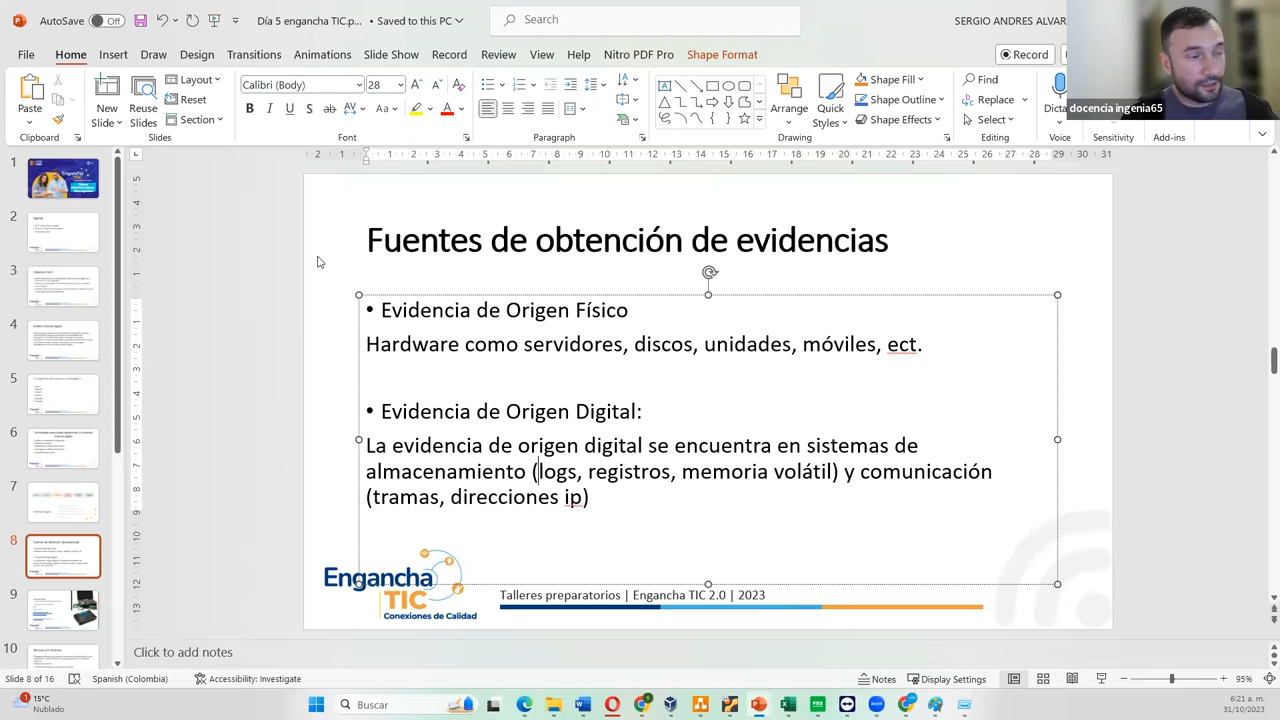 AutoSave Off Día 5 engancha TIC.p... • Saved to this PC Search SERGIO ANDRES ALVAR
File Home Insert Draw Design Transitions Animations Slide Show Record Review View Help Nitro PDF Pro Shape Format Record
Paste New Slides Reuse Slides Layout Reset Section Calibri (Body) 28 Arrange Quick Styles Shape Fill Shape Outline Shape Effects Find Replace Select Dicta
Clipboard Slides Font Paragraph Drawing Editing Voice Sensitivity Add-ins
docencia ingenia65
Fuentes de obtención de evidencias
• Evidencia de Origen Físico
Hardware como servidores, discos, unidades, móviles, ect.
• Evidencia de Origen Digital:
La evidencia de origen digital se encuentra en sistemas de
almacenamiento (logs, registros, memoria volátil) y comunicación
(tramas, direcciones ip)
Engancha
TIC
Conexiones de Calidad
Talleres preparatorios | Engancha TIC 2.0 | 2023
Click to add notes
Slide 8 of 16 Spanish (Colombia) Accessibility: Investigate Notes Display Settings 95%
15°C
Nublado
Buscar
6:21 a. m.
31/10/2023